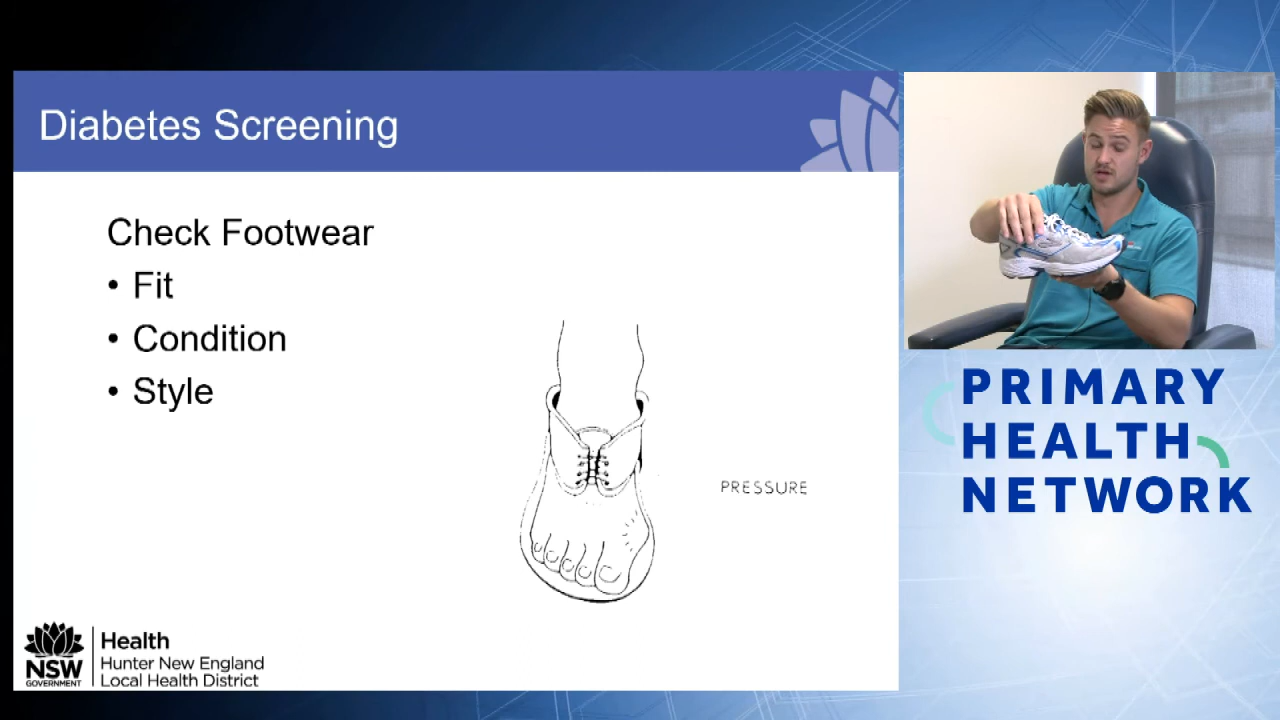 Diabetes Screening
Check Footwear
• Fit
• Condition
• Style
PRESSURE
NSW
GOVERNMENT
Health
Hunter New England
Local Health District
PRIMARY
HEALTH
NETWORK